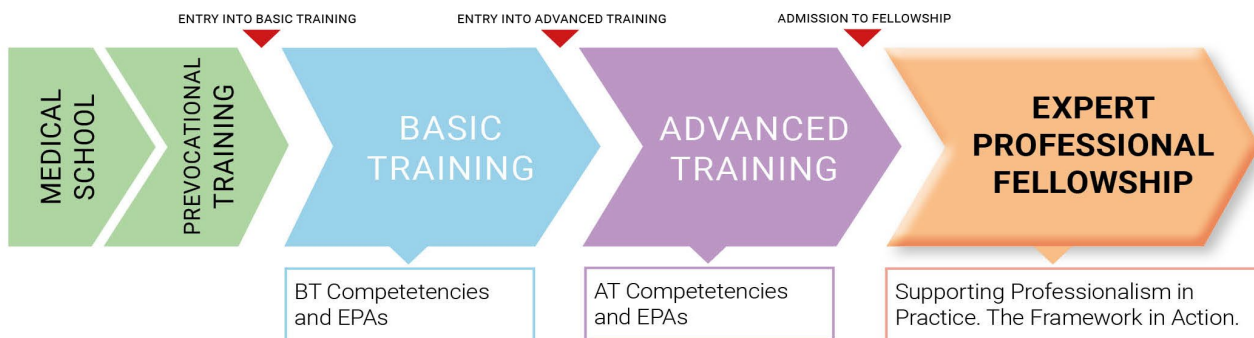 ENTRY INTO BASIC TRAINING
ENTRY INTO ADVANCED TRAINING
ADMISSION TO FELLOWSHIP
MEDICAL
SCHOOL
PREVOCATIONAL
TRAINING
BASIC
TRAINING
ADVANCED
TRAINING
EXPERT
PROFESSIONAL
FELLOWSHIP
BT Competetencies
and EPAs
AT Competetencies
and EPAs
Supporting Professionalism in
Practice. The Framework in Action.